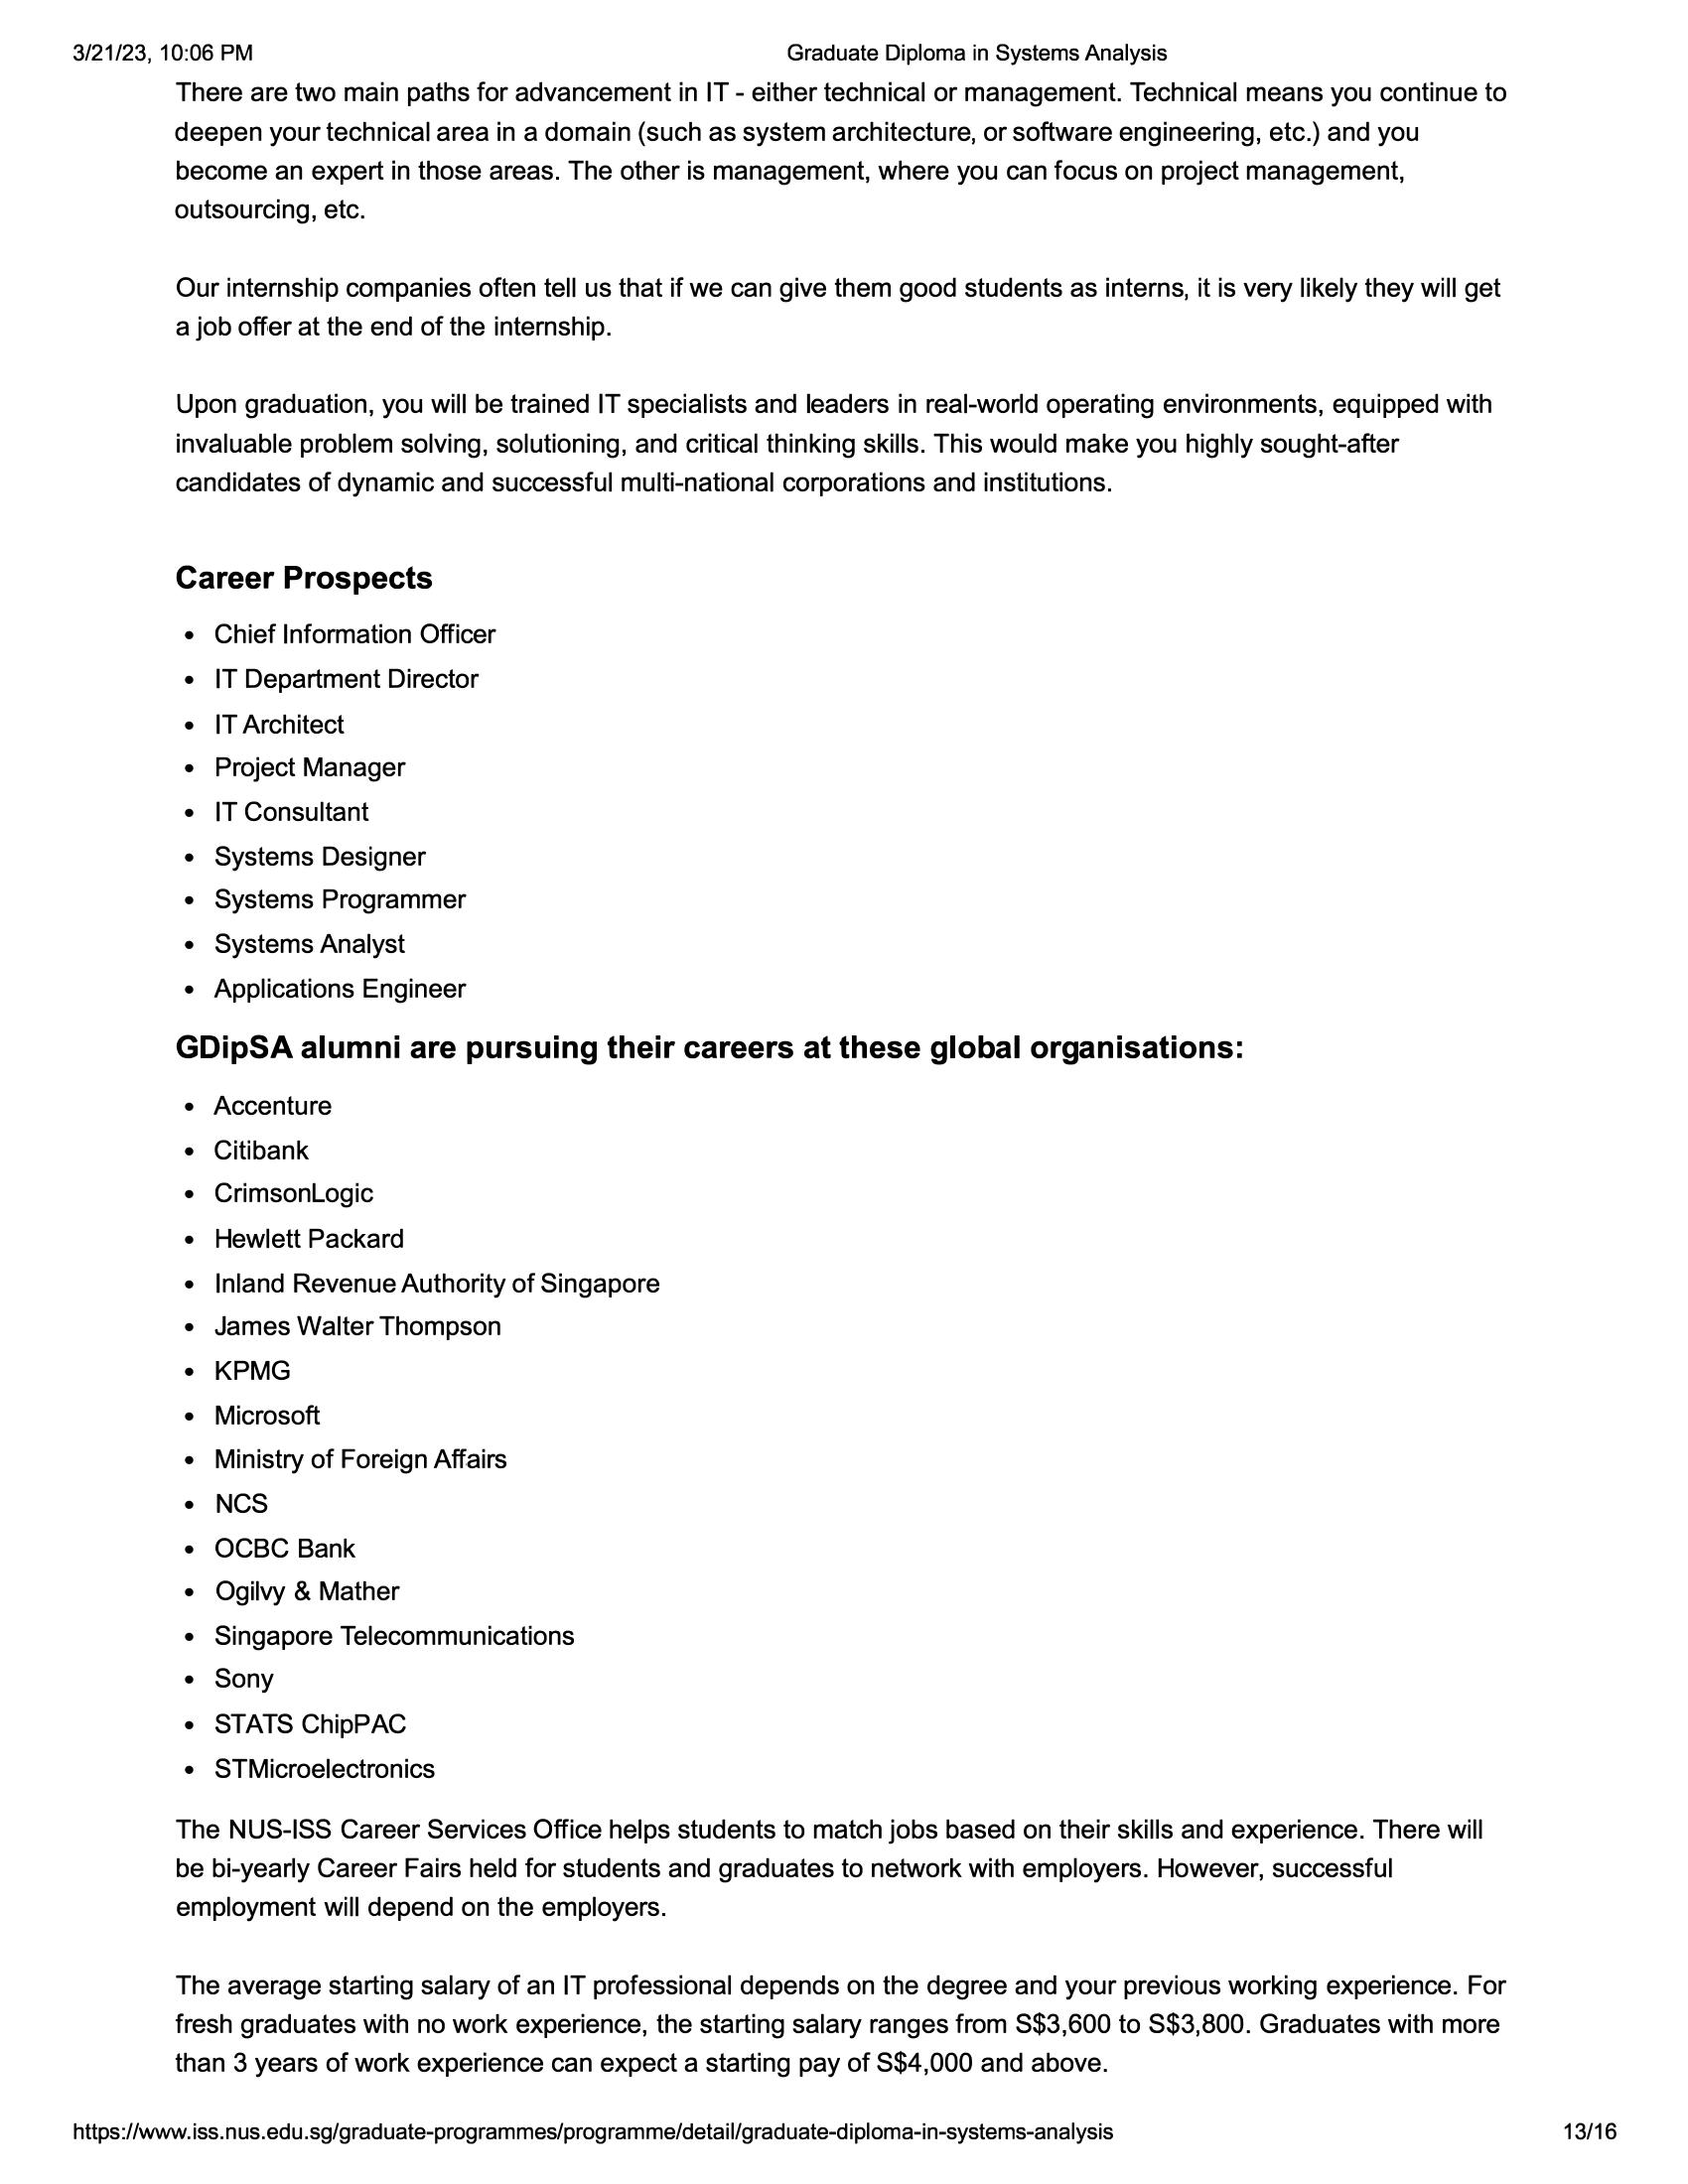 3/21/23, 10:06 PM
Graduate Diploma in Systems Analysis
There are two main paths for advancement in IT - either technical or management. Technical means you continue to
deepen your technical area in a domain (such as system architecture, or software engineering, etc.) and you
become an expert in those areas. The other is management, where you can focus on project management,
outsourcing, etc.
Our internship companies often tell us that if we can give them good students as interns, it is very likely they will get
a job offer at the end of the internship.
Upon graduation, you will be trained IT specialists and leaders in real-world operating environments, equipped with
invaluable problem solving, solutioning, and critical thinking skills. This would make you highly sought-after
candidates of dynamic and successful multi-national corporations and institutions.
Career Prospects
• Chief Information Officer
• IT Department Director
• IT Architect
• Project Manager
• IT Consultant
• Systems Designer
• Systems Programmer
• Systems Analyst
• Applications Engineer
GDipSA alumni are pursuing their careers at these global organisations:
• Accenture
• Citibank
• CrimsonLogic
• Hewlett Packard
• Inland Revenue Authority of Singapore
• James Walter Thompson
• KPMG
• Microsoft
• Ministry of Foreign Affairs
• NCS
• OCBC Bank
• Ogilvy & Mather
• Singapore Telecommunications
• Sony
• STATS ChipPAC
• STMicroelectronics
The NUS-ISS Career Services Office helps students to match jobs based on their skills and experience. There will
be bi-yearly Career Fairs held for students and graduates to network with employers. However, successful
employment will depend on the employers.
The average starting salary of an IT professional depends on the degree and your previous working experience. For
fresh graduates with no work experience, the starting salary ranges from S$3,600 to S$3,800. Graduates with more
than 3 years of work experience can expect a starting pay of S$4,000 and above.
https://www.iss.nus.edu.sg/graduate-programmes/programme/detail/graduate-diploma-in-systems-analysis
13/16